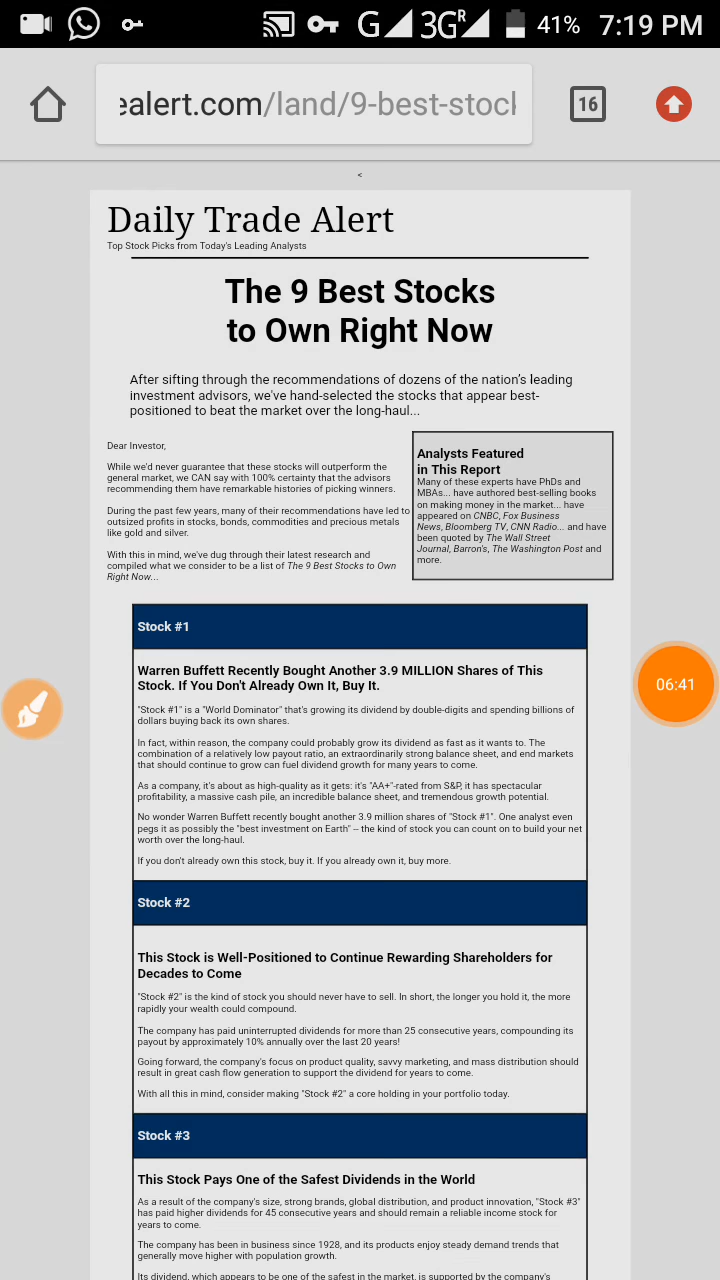 G 3G R 41% 7:19 PM
ealert.com/land/9-best-stock
16
<
Daily Trade Alert
Top Stock Picks from Today's Leading Analysts
The 9 Best Stocks
to Own Right Now
After sifting through the recommendations of dozens of the nation's leading
investment advisors, we've hand-selected the stocks that appear best-
positioned to beat the market over the long-haul...
Dear Investor,
While we'd never guarantee that these stocks will outperform the
general market, we CAN say with 100% certainty that the advisors
recommending them have remarkable histories of picking winners.
During the past few years, many of their recommendations have led to
outsized profits in stocks, bonds, commodities and precious metals
like gold and silver.
With this in mind, we've dug through their latest research and
compiled what we consider to be a list of The 9 Best Stocks to Own
Right Now...
Analysts Featured
in This Report
Many of these experts have PhDs and
MBAs... have authored best-selling books
on making money in the market... have
appeared on CNBC, Fox Business
News, Bloomberg TV, CNN Radio... and have
been quoted by The Wall Street
Journal, Barron's, The Washington Post and
more.
Stock #1
Warren Buffett Recently Bought Another 3.9 MILLION Shares of This
Stock. If You Don't Already Own It, Buy It.
"Stock #1" is a "World Dominator" that's growing its dividend by double-digits and spending billions of
dollars buying back its own shares.
In fact, within reason, the company could probably grow its dividend as fast as it wants to. The
combination of a relatively low payout ratio, an extraordinarily strong balance sheet, and end markets
that should continue to grow can fuel dividend growth for many years to come.
As a company, it's about as high-quality as it gets: it's "AA+"-rated from S&P, it has spectacular
profitability, a massive cash pile, an incredible balance sheet, and tremendous growth potential.
No wonder Warren Buffett recently bought another 3.9 million shares of "Stock #1". One analyst even
pegs it as possibly the "best investment on Earth" -- the kind of stock you can count on to build your net
worth over the long-haul.
If you don't already own this stock, buy it. If you already own it, buy more.
06:41
Stock #2
This Stock is Well-Positioned to Continue Rewarding Shareholders for
Decades to Come
"Stock #2" is the kind of stock you should never have to sell. In short, the longer you hold it, the more
rapidly your wealth could compound.
The company has paid uninterrupted dividends for more than 25 consecutive years, compounding its
payout by approximately 10% annually over the last 20 years!
Going forward, the company's focus on product quality, savvy marketing, and mass distribution should
result in great cash flow generation to support the dividend for years to come.
With all this in mind, consider making "Stock #2" a core holding in your portfolio today.
Stock #3
This Stock Pays One of the Safest Dividends in the World
As a result of the company's size, strong brands, global distribution, and product innovation, "Stock #3"
has paid higher dividends for 45 consecutive years and should remain a reliable income stock for
years to come.
The company has been in business since 1928, and its products enjoy steady demand trends that
generally move higher with population growth.
Its dividend, which appears to be one of the safest in the market, is supported by the company's